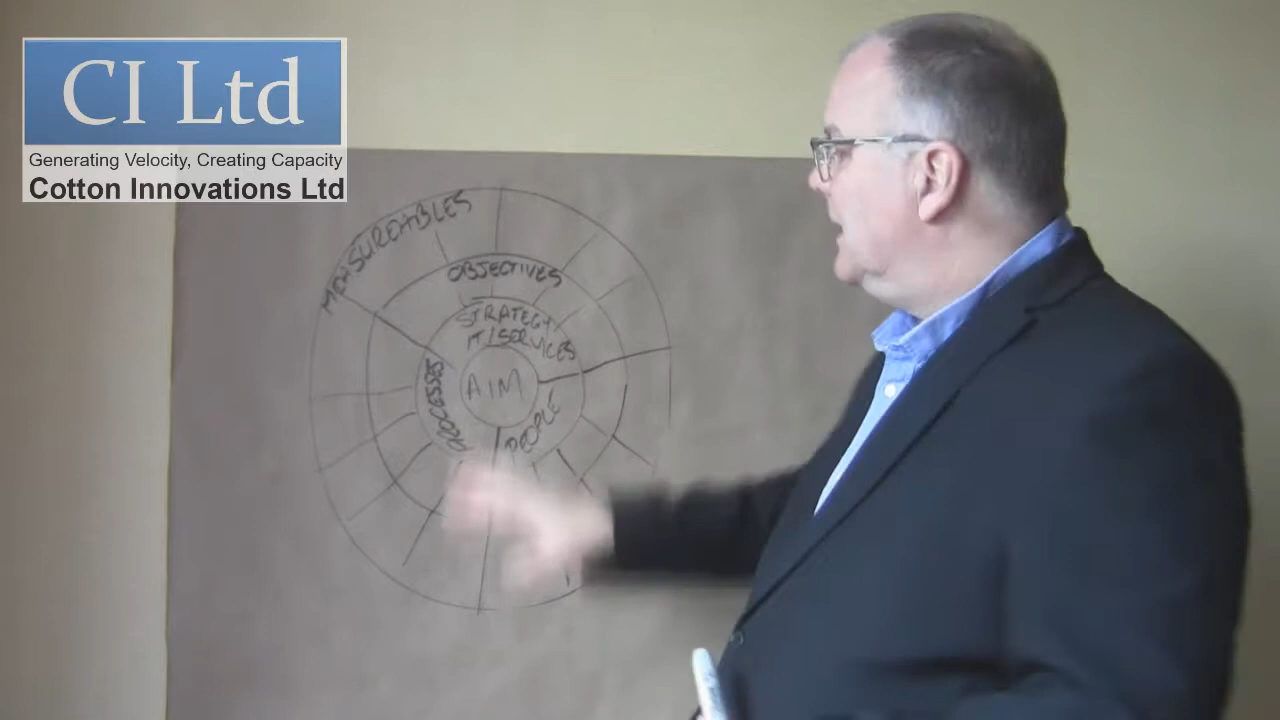 CI Ltd
Generating Velocity, Creating Capacity
Cotton Innovations Ltd
MEASUREABLES
OBJECTIVES
STRATEGY
IT/SERVICES
AIM
PROCESSES
PEOPLE